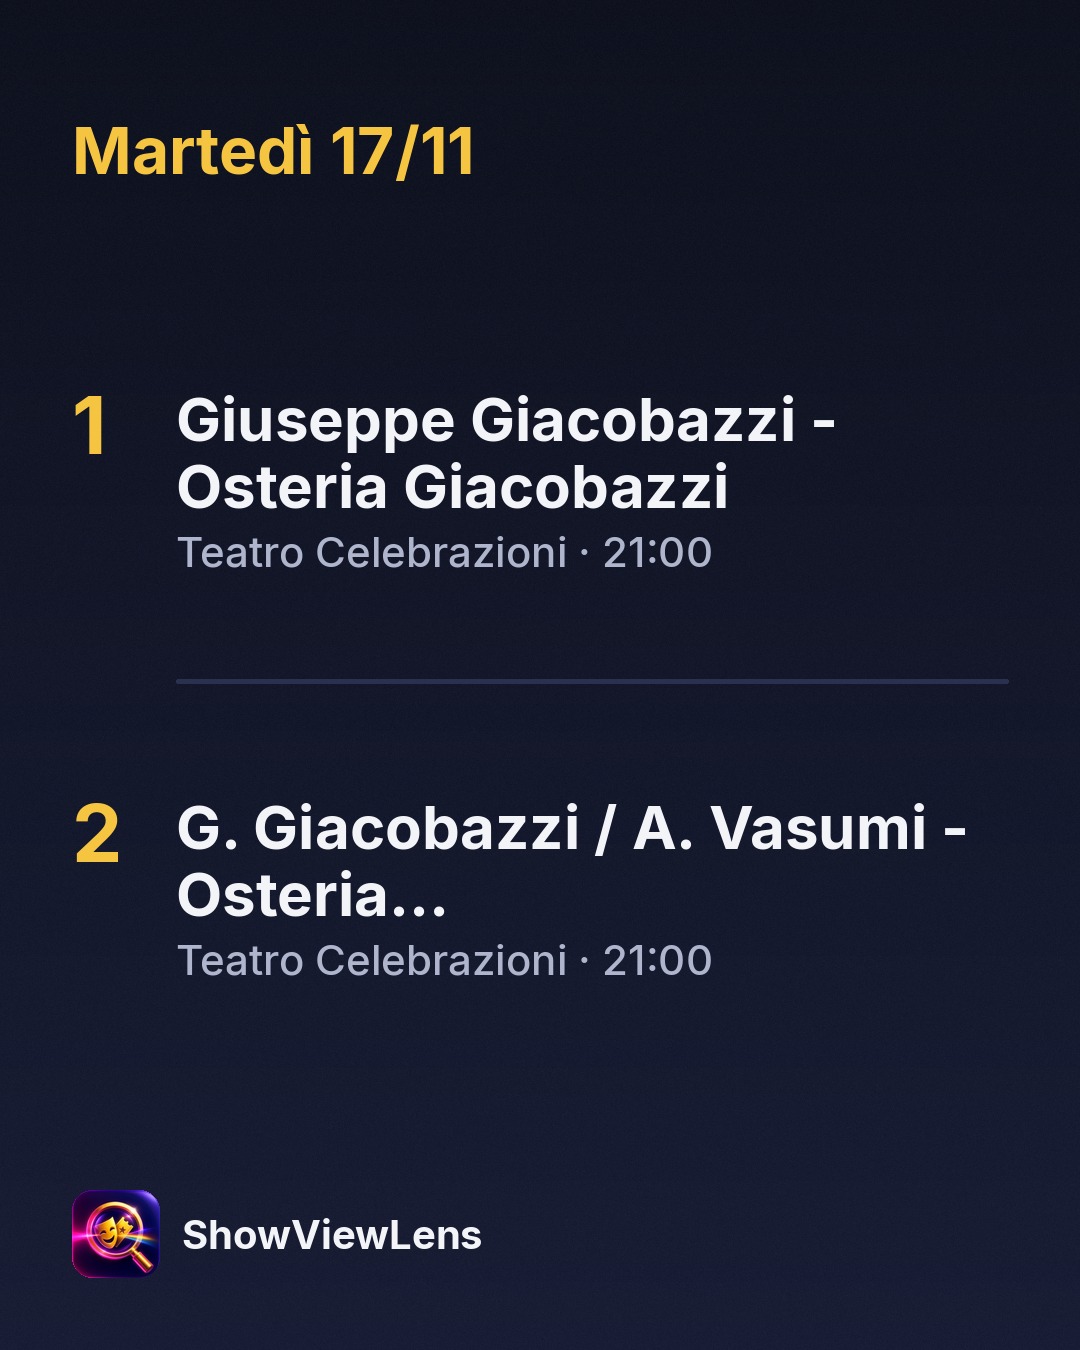 Martedì 17/11
1
Giuseppe Giacobazzi -
Osteria Giacobazzi
Teatro Celebrazioni · 21:00
2
G. Giacobazzi / A. Vasumi -
Osteria...
Teatro Celebrazioni · 21:00
ShowViewLens